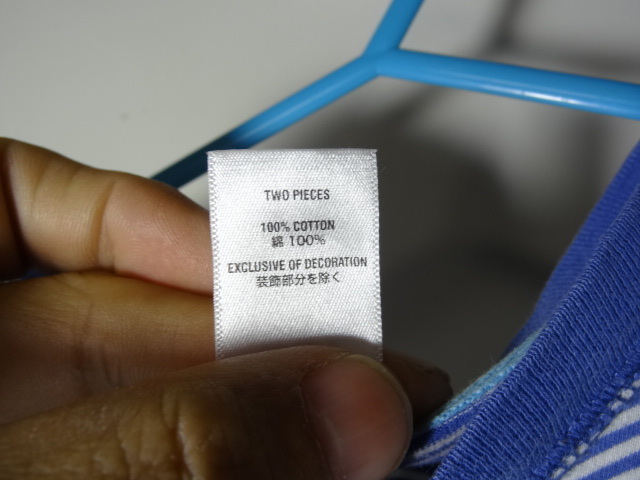 TWO PIECES
100% COTTON
綿 100%
EXCLUSIVE OF DECORATION
装飾部分を除く